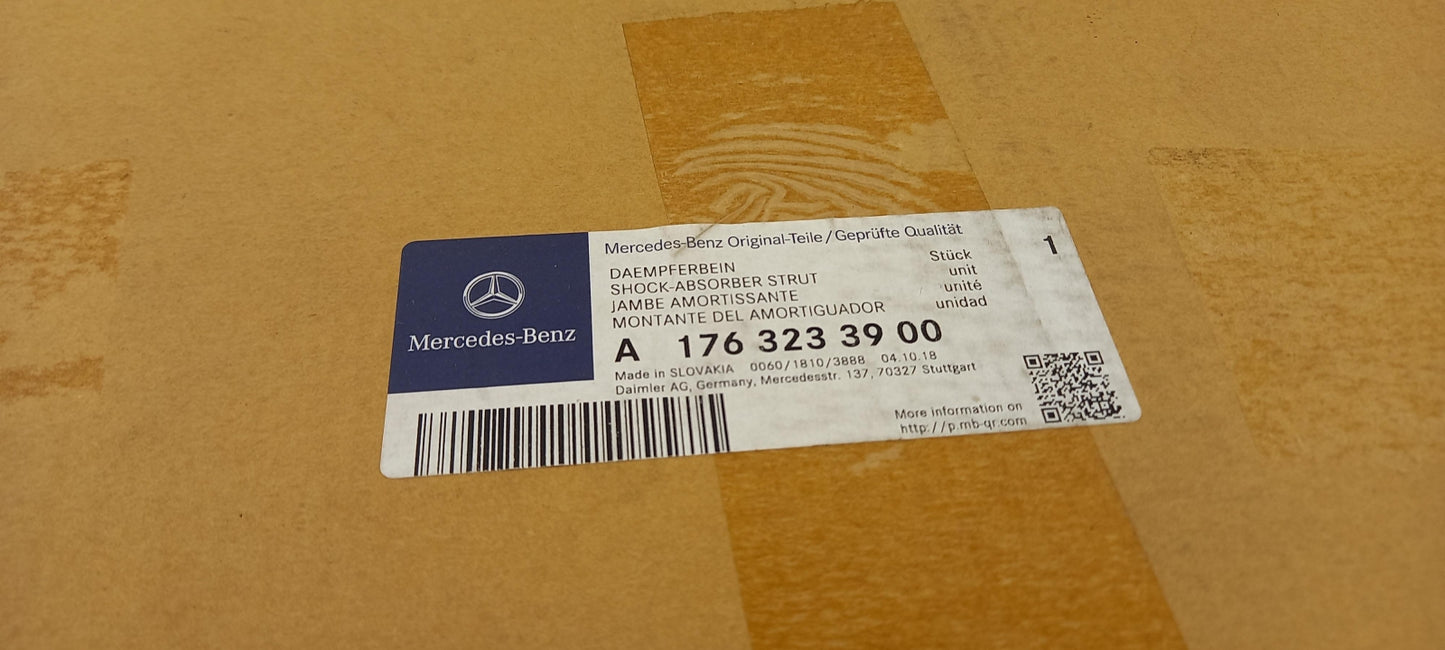 Mercedes-Benz
Mercedes-Benz Original-Teile/Geprüfte Qualität
DAEMPFERBEIN
SHOCK-ABSORBER STRUT
JAMBE AMORTISSANTE
MONTANTE DEL AMORTIGUADOR
Stück
unit
unité
unidad
1
A 176 323 39 00
Made in SLOVAKIA 0060/1810/3888 04.10.18
Daimler AG, Germany, Mercedesstr. 137, 70327 Stuttgart
More information on
http://p.mb-qr.com